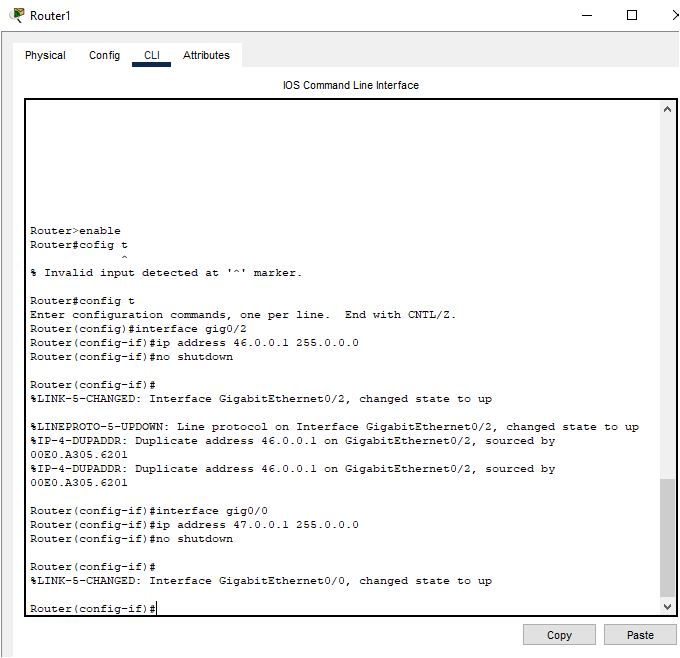 Router1
Physical Config CLI Attributes
IOS Command Line Interface
Router>enable
Router#cofig t
^
% Invalid input detected at '^' marker.
Router#config t
Enter configuration commands, one per line.  End with CNTL/Z.
Router(config)#interface gig0/2
Router(config-if)#ip address 46.0.0.1 255.0.0.0
Router(config-if)#no shutdown
Router(config-if)#
%LINK-5-CHANGED: Interface GigabitEthernet0/2, changed state to up
%LINEPROTO-5-UPDOWN: Line protocol on Interface GigabitEthernet0/2, changed state to up
%IP-4-DUPADDR: Duplicate address 46.0.0.1 on GigabitEthernet0/2, sourced by
00E0.A305.6201
%IP-4-DUPADDR: Duplicate address 46.0.0.1 on GigabitEthernet0/2, sourced by
00E0.A305.6201
Router(config-if)#interface gig0/0
Router(config-if)#ip address 47.0.0.1 255.0.0.0
Router(config-if)#no shutdown
Router(config-if)#
%LINK-5-CHANGED: Interface GigabitEthernet0/0, changed state to up
Router(config-if)#
Copy Paste